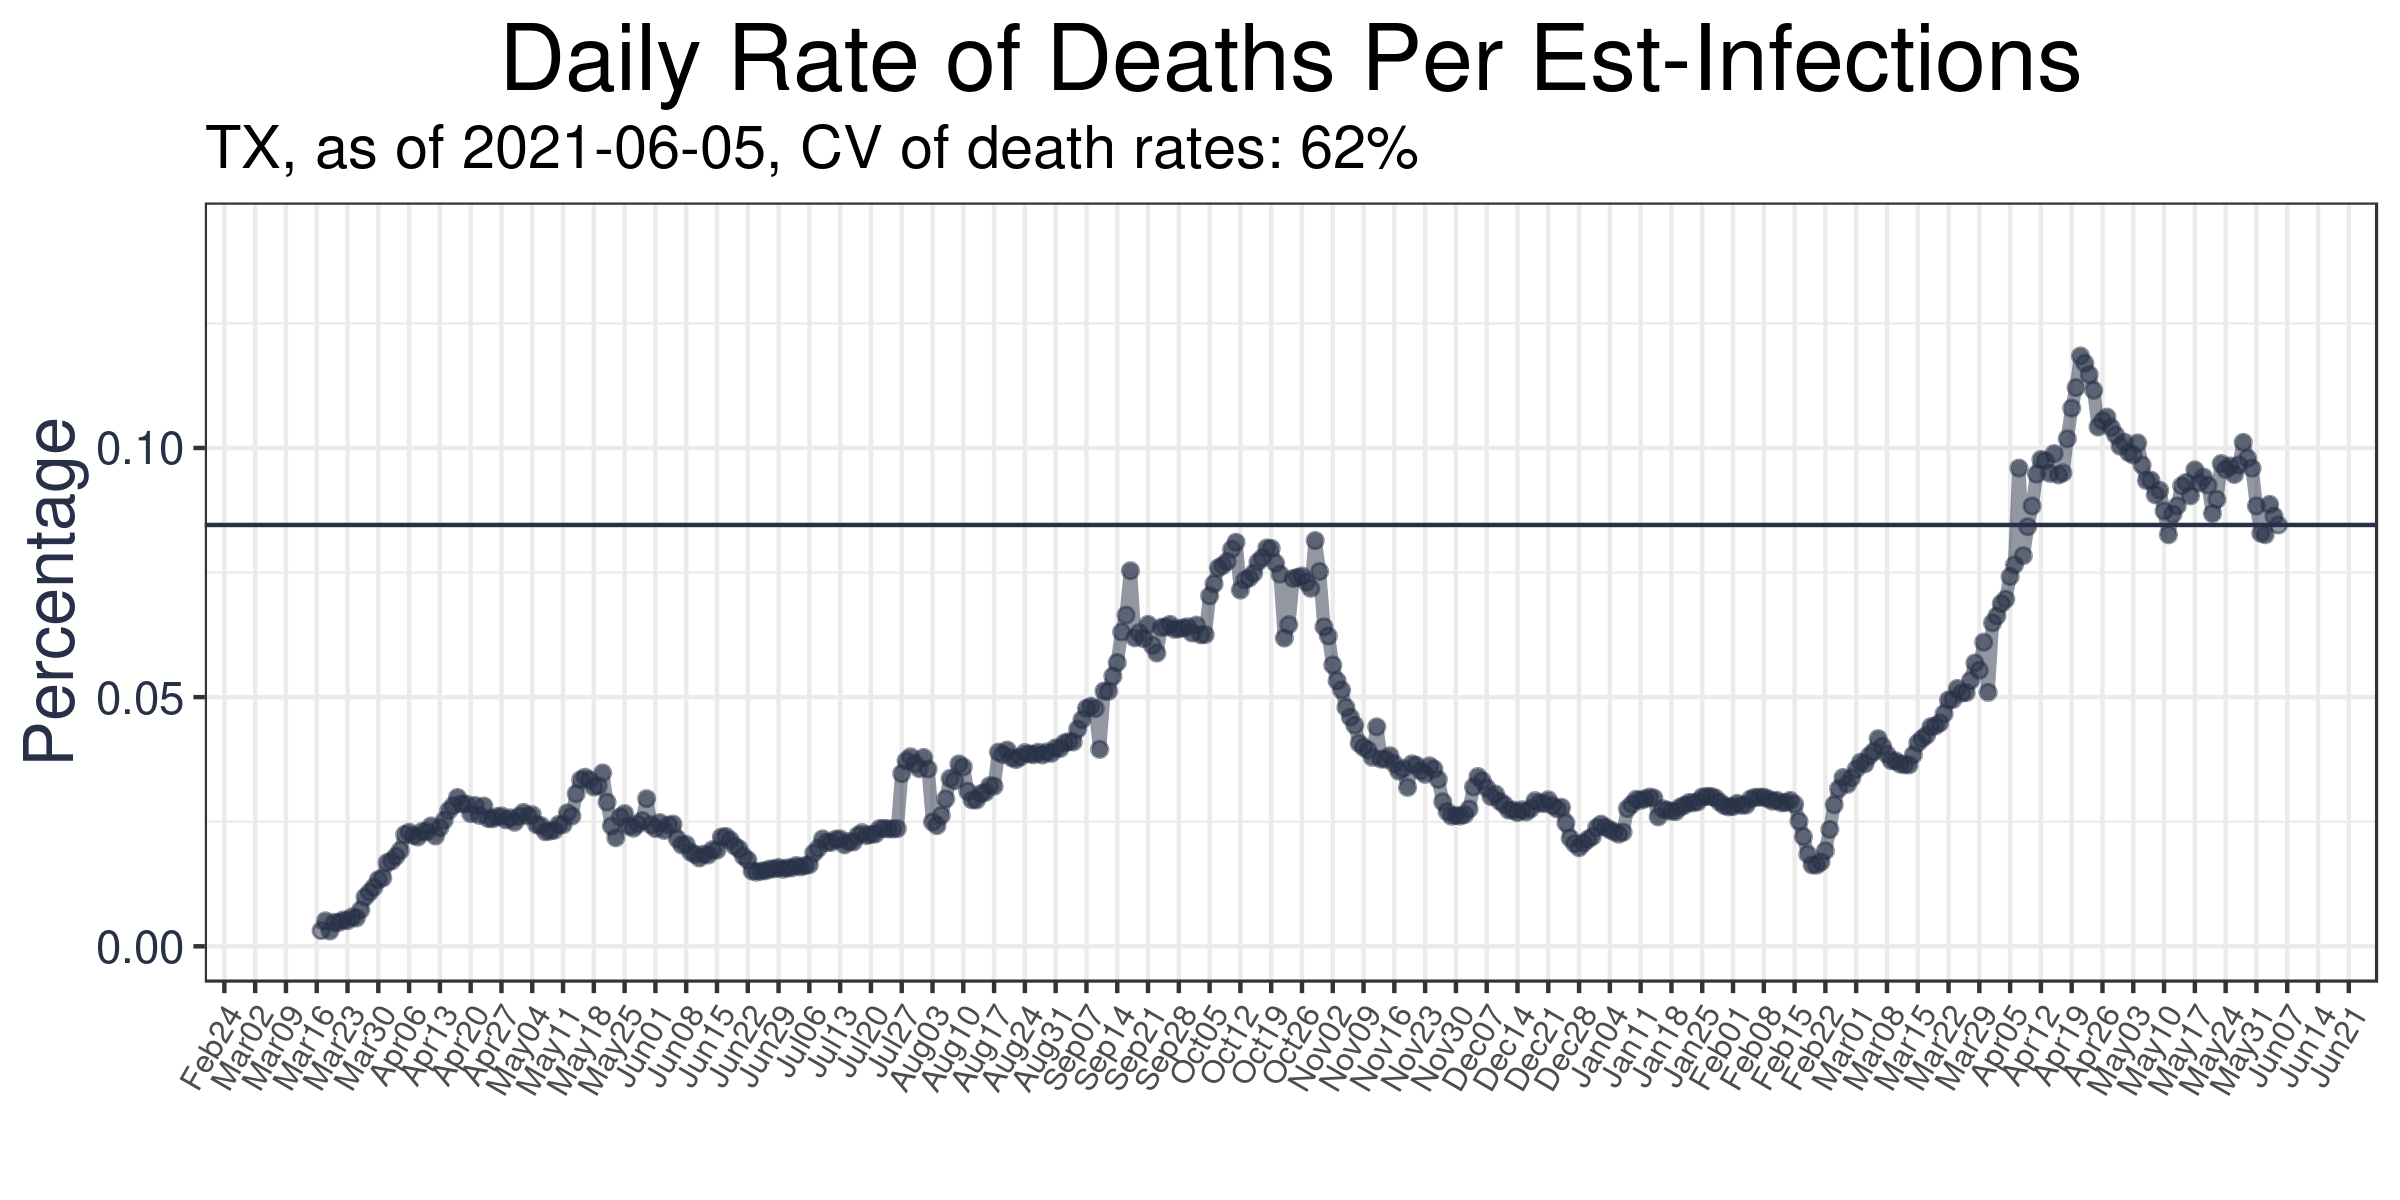 Daily Rate of Deaths Per Est-Infections
TX, as of 2021-06-05, CV of death rates: 62%
Percentage
0.10
0.05
0.00
Feb24
Mar02
Mar09
Mar16
Mar23
Mar30
Apr06
Apr13
Apr20
Apr27
May04
May11
May18
May25
Jun01
Jun08
Jun15
Jun22
Jun29
Jul06
Jul13
Jul20
Jul27
Aug03
Aug10
Aug17
Aug24
Aug31
Sep07
Sep14
Sep21
Sep28
Oct05
Oct12
Oct19
Oct26
Nov02
Nov09
Nov16
Nov23
Nov30
Dec07
Dec14
Dec21
Dec28
Jan04
Jan11
Jan18
Jan25
Feb01
Feb08
Feb15
Feb22
Mar01
Mar08
Mar15
Mar22
Mar29
Apr05
Apr12
Apr19
Apr26
May03
May10
May17
May24
May31
Jun07
Jun14
Jun21